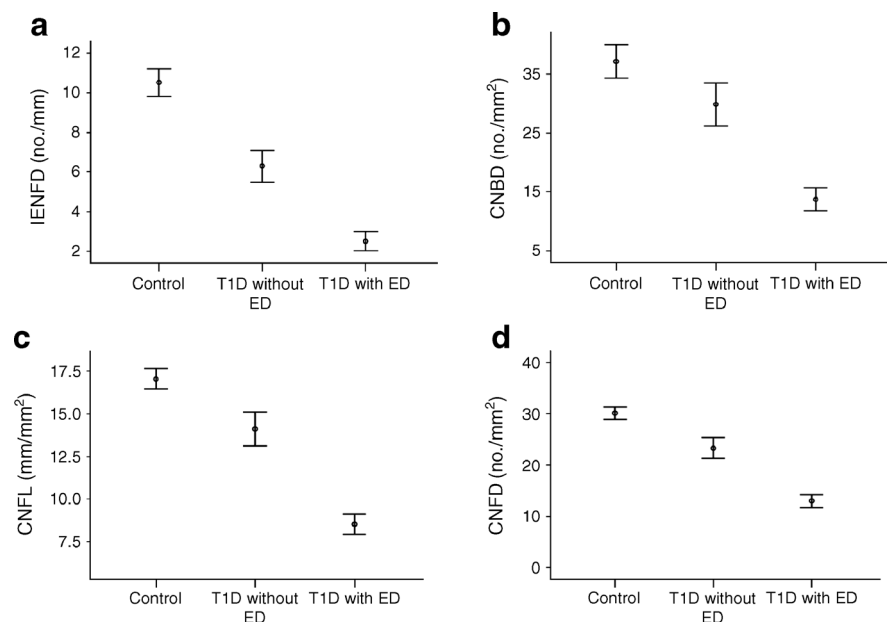 a
12
10
8
6
4
2
IENFD (no./mm)
Control
T1D without
ED
T1D with ED
b
35
25
15
5
CNBD (no./mm²)
Control
T1D without
ED
T1D with ED
c
17.5
15.0
12.5
10.0
7.5
CNFL (mm/mm²)
Control
T1D without
ED
T1D with ED
d
40
30
20
10
0
CNFD (no./mm²)
Control
T1D without
ED
T1D with ED